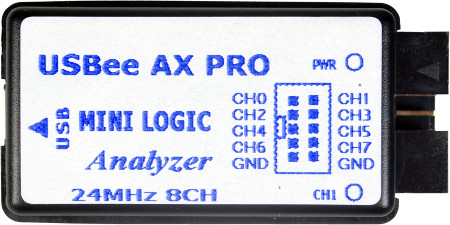 USBee AX PRO
PWR
USB
MINI LOGIC
Analyzer
24MHz 8CH
CH0 CH1
CH2 CH3
CH4 CH5
CH6 CH7
GND GND
CH1